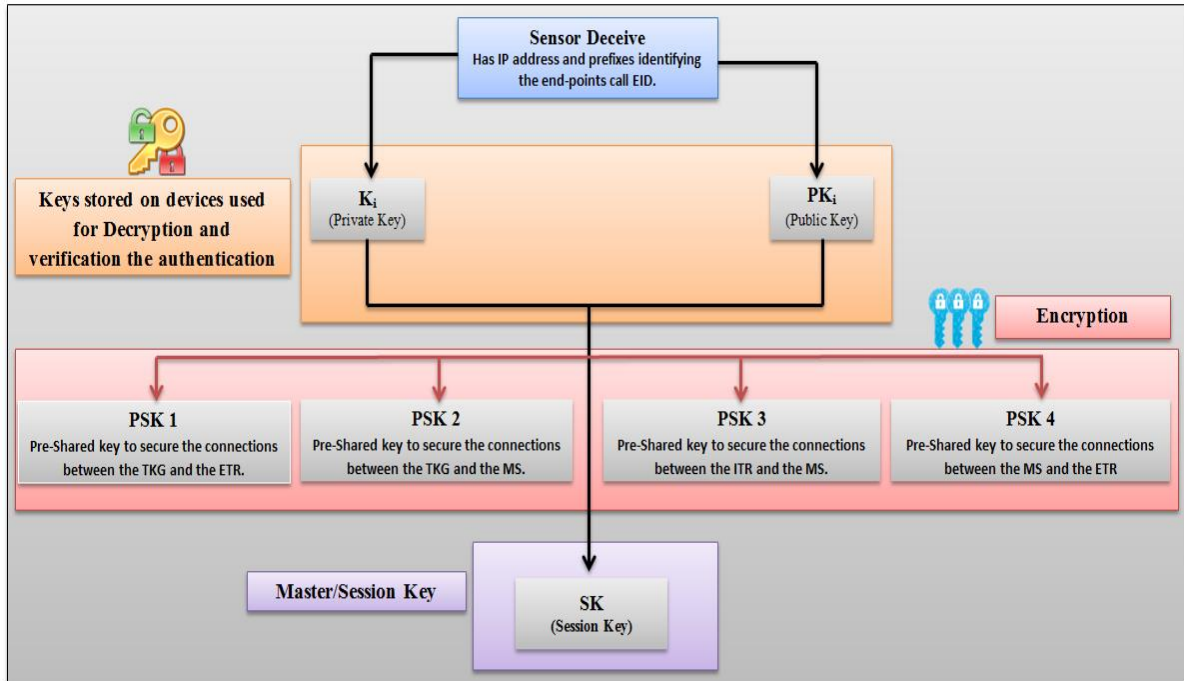 Sensor Deceive
Has IP address and prefixes identifying
the end-points call EID.
Keys stored on devices used
for Decryption and
verification the authentication
Ki
(Private Key)
PKi
(Public Key)
Encryption
PSK 1
Pre-Shared key to secure the connections
between the TKG and the ETR.
PSK 2
Pre-Shared key to secure the connections
between the TKG and the MS.
PSK 3
Pre-Shared key to secure the connections
between the ITR and the MS.
PSK 4
Pre-Shared key to secure the connections
between the MS and the ETR
Master/Session Key
SK
(Session Key)